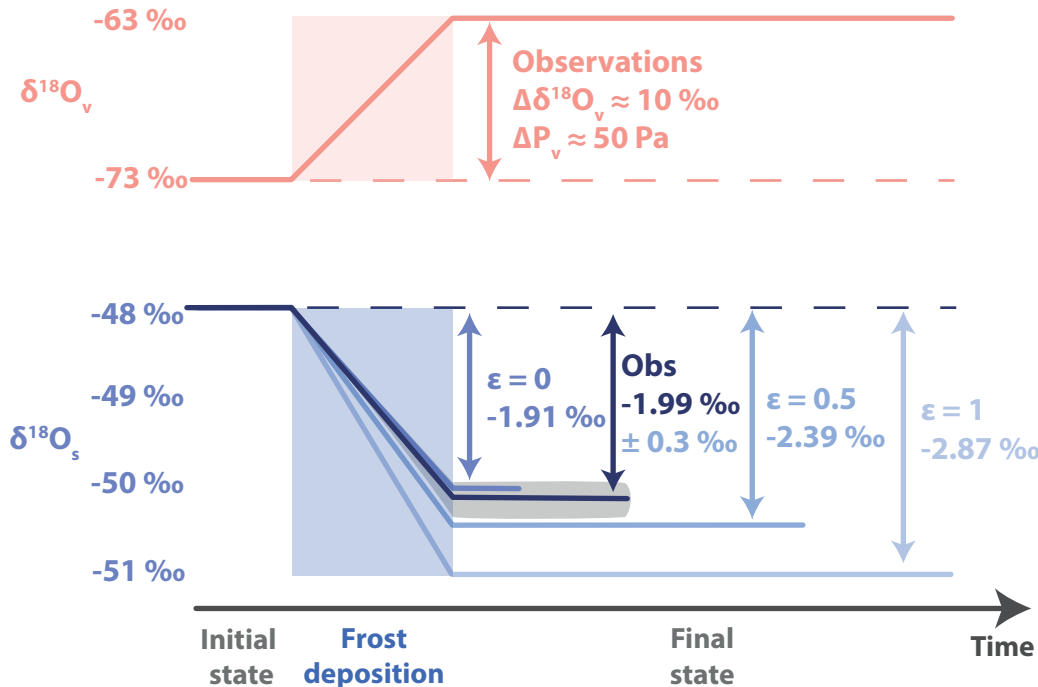 -63 ‰
δ¹⁸Oᵥ
-73 ‰
Observations
Δδ¹⁸Oᵥ ≈ 10 ‰
ΔPᵥ ≈ 50 Pa
-48 ‰
-49 ‰
δ¹⁸Oₛ
-50 ‰
-51 ‰
ε = 0
-1.91 ‰
Obs
-1.99 ‰
± 0.3 ‰
ε = 0.5
-2.39 ‰
ε = 1
-2.87 ‰
Initial
state
Frost
deposition
Final
state
Time